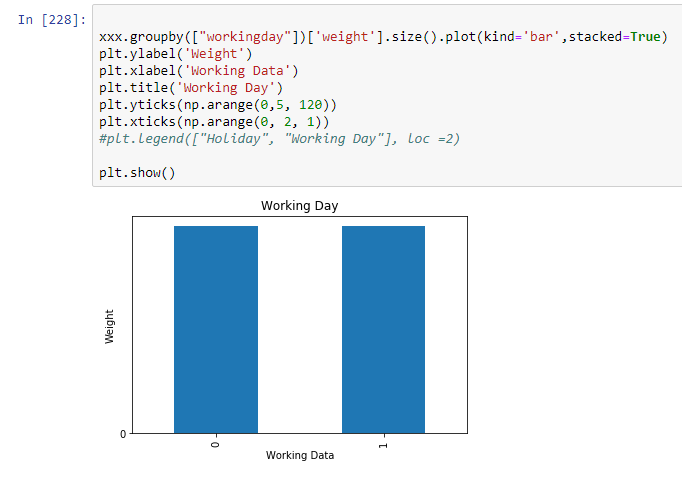 In [228]:
xxx.groupby(["workingday"])['weight'].size().plot(kind='bar',stacked=True)
plt.ylabel('Weight')
plt.xlabel('Working Data')
plt.title('Working Day')
plt.yticks(np.arange(0,5, 120))
plt.xticks(np.arange(0, 2, 1))
#plt.legend(["Holiday", "Working Day"], loc =2)
plt.show()
Working Day
Weight
0
0
1
Working Data